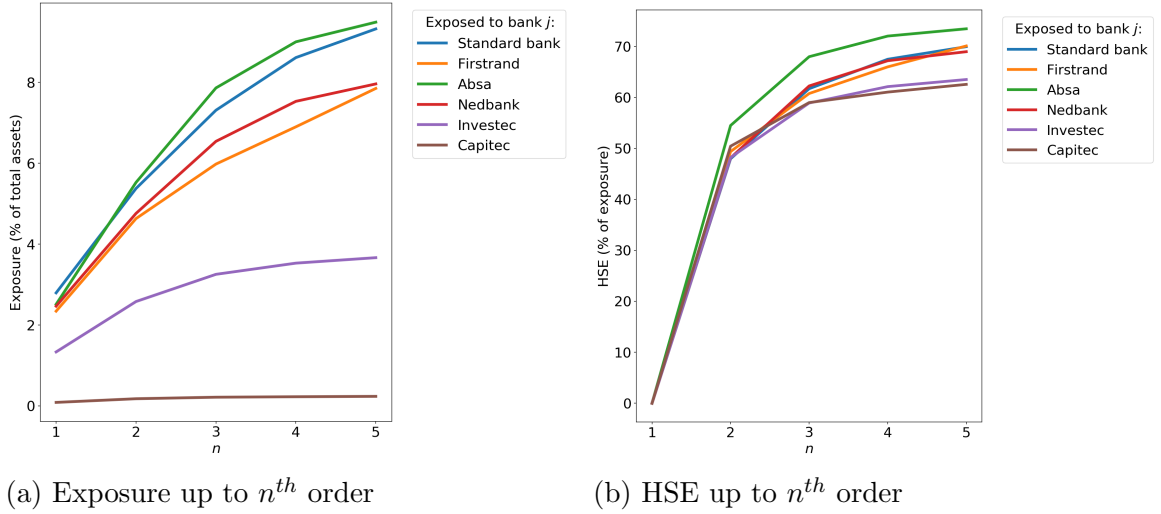 Exposure (% of total assets)
8
6
4
2
0
1 2 3 4 5
n
Exposed to bank j:
Standard bank
Firstrand
Absa
Nedbank
Investec
Capitec
(a) Exposure up to n^th order
HSE (% of exposure)
70
60
50
40
30
20
10
0
1 2 3 4 5
n
Exposed to bank j:
Standard bank
Firstrand
Absa
Nedbank
Investec
Capitec
(b) HSE up to n^th order